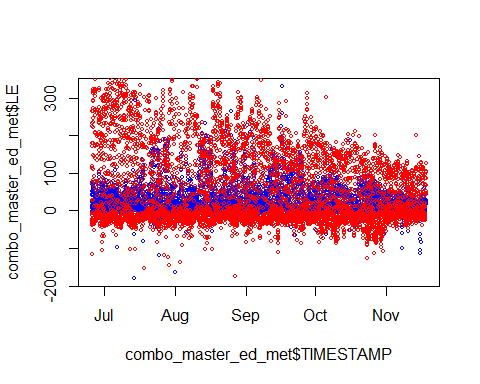 combo_master_ed_met$LE
300
100
0
-200
Jul Aug Sep Oct Nov
combo_master_ed_met$TIMESTAMP